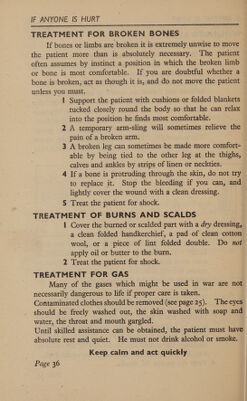 IF ANYONE IS HURT
TREATMENT FOR BROKEN BONES
If bones or limbs are broken it is extremely unwise to move
the patient more than is absolutely necessary. The patient
often assumes by instinct a position in which the broken limb
or bone is most comfortable. If you are doubtful whether a
bone is broken, act as though it is, and do not move the patient
unless you must.
1 Support the patient with cushions or folded blankets
tucked closely round the body so that he can relax
into the position he finds most comfortable.
2 A temporary arm-sling will sometimes relieve the
pain of a broken arm.
3 A broken leg can sometimes be made more comfort-
able by being tied to the other leg at the thighs,
calves and ankles by strips of linen or neckties.
4 If a bone is protruding through the skin, do not try
to replace it. Stop the bleeding if you can, and
lightly cover the wound with a clean dressing.
5 Treat the patient for shock.
TREATMENT OF BURNS AND SCALDS
1 Cover the burned or scalded part with a dry dressing,
a clean folded handkerchief, a pad of clean cotton
wool, or a piece of lint folded double. Do not
apply oil or butter to the burn.
2 Treat the patient for shock.
TREATMENT FOR GAS
Many of the gases which might be used in war are not
necessarily dangerous to life if proper care is taken.
Contaminated clothes should be removed (see page 25). The eyes
should be freely washed out, the skin washed with soap and
water, the throat and mouth gargled.
Until skilled assistance can be obtained, the patient must have
absolute rest and quiet. He must not drink alcohol or smoke.
Keep calm and act quickly
Page 36